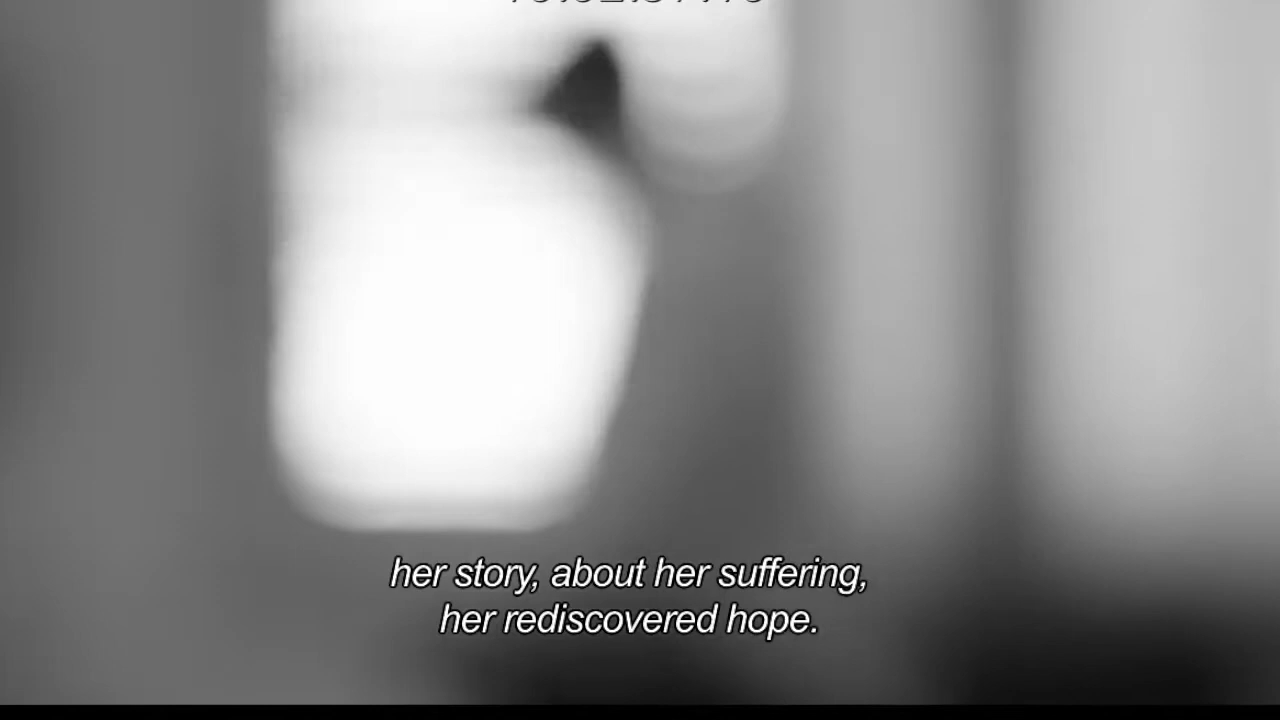 her story, about her suffering,
her rediscovered hope.